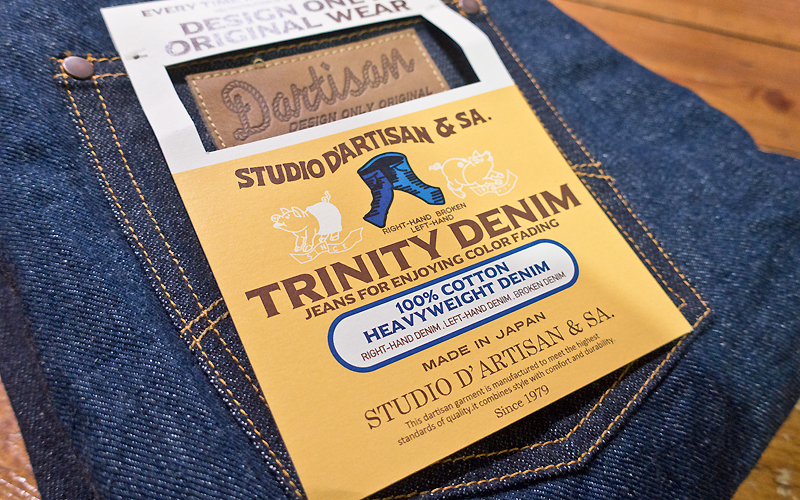 EVERY
DESIGN ONLY
ORIGINAL WEAR
Dartisan
DESIGN ONLY ORIGINAL
STUDIO D'ARTISAN & SA.
RIGHT-HAND BROKEN
LEFT-HAND
TRINITY DENIM
JEANS FOR ENJOYING COLOR FADING
100% COTTON
HEAVYWEIGHT DENIM
RIGHT-HAND DENIM , LEFT-HAND DENIM , BROKEN DENIM
MADE IN JAPAN
STUDIO D'ARTISAN & SA.
This dartisan garment is manufactured to meet the highest
standards of quality,it combines style with comfort and durability.
Since 1979